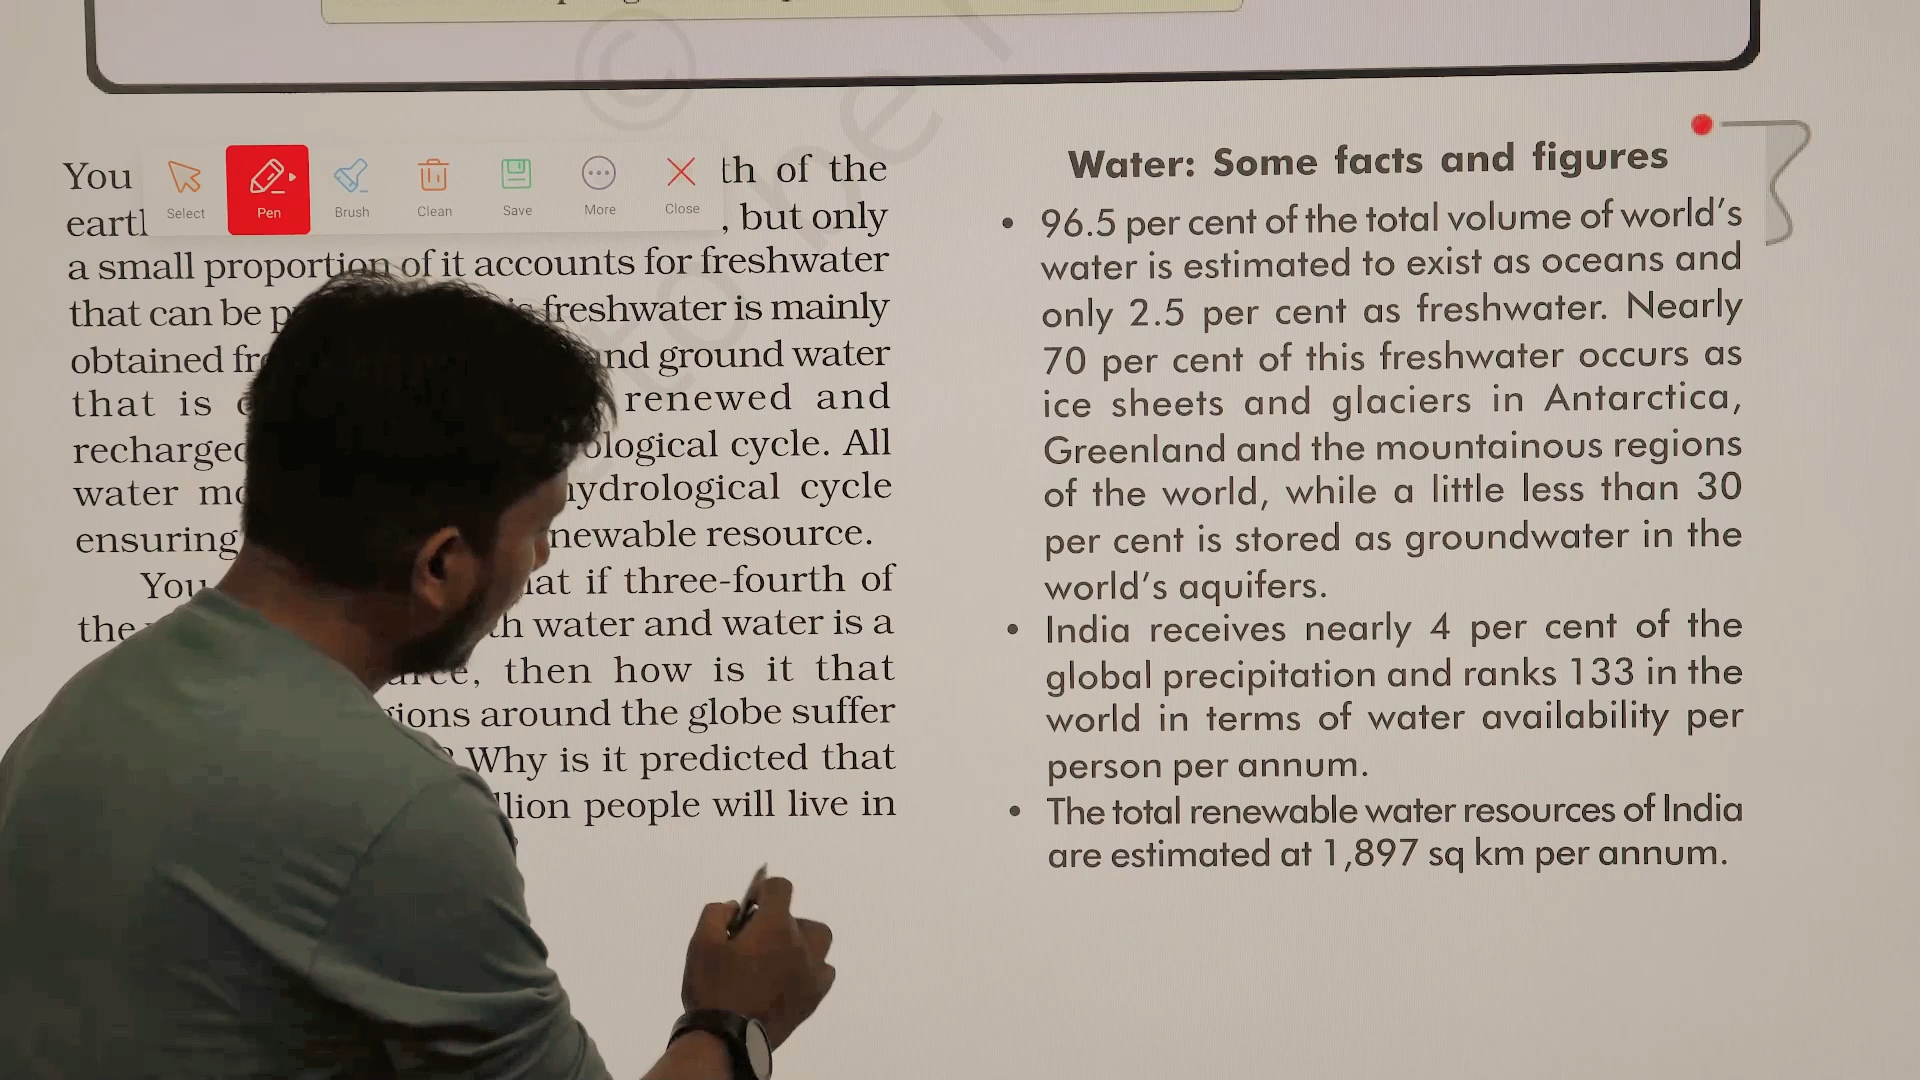 You th of the
Select Pen Brush Clean Save More Close
, but only
a small proportion of it accounts for freshwater
that can be freshwater is mainly
obtained and ground water
that is renewed and
recharged cycle. All
water hydrological cycle
ensuring resource.
You if three-fourth of
the water and water is a
then how is it that
around the globe suffer
Why is it predicted that
people will live in
Water: Some facts and figures
• 96.5 per cent of the total volume of world's
water is estimated to exist as oceans and
only 2.5 per cent as freshwater. Nearly
70 per cent of this freshwater occurs as
ice sheets and glaciers in Antarctica,
Greenland and the mountainous regions
of the world, while a little less than 30
per cent is stored as groundwater in the
world's aquifers.
• India receives nearly 4 per cent of the
global precipitation and ranks 133 in the
world in terms of water availability per
person per annum.
• The total renewable water resources of India
are estimated at 1,897 sq km per annum.